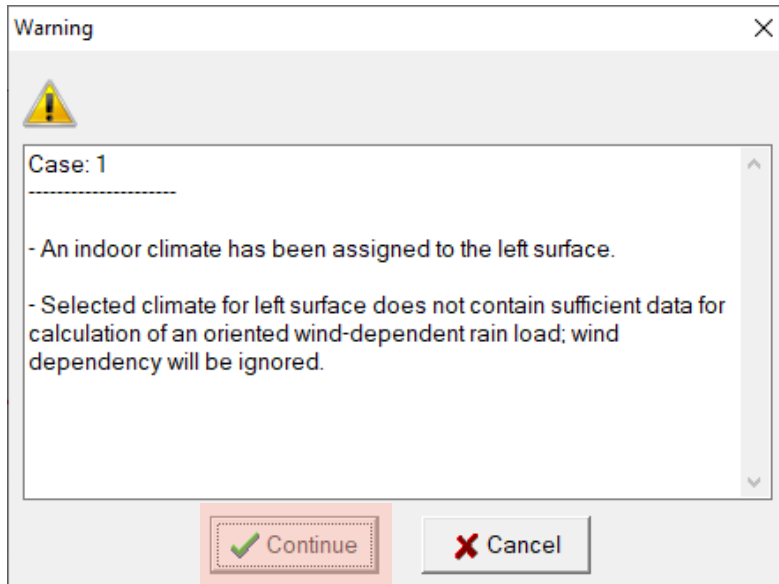 Warning
Case: 1
---------------------
- An indoor climate has been assigned to the left surface.
- Selected climate for left surface does not contain sufficient data for
calculation of an oriented wind-dependent rain load; wind
dependency will be ignored.
Continue
Cancel